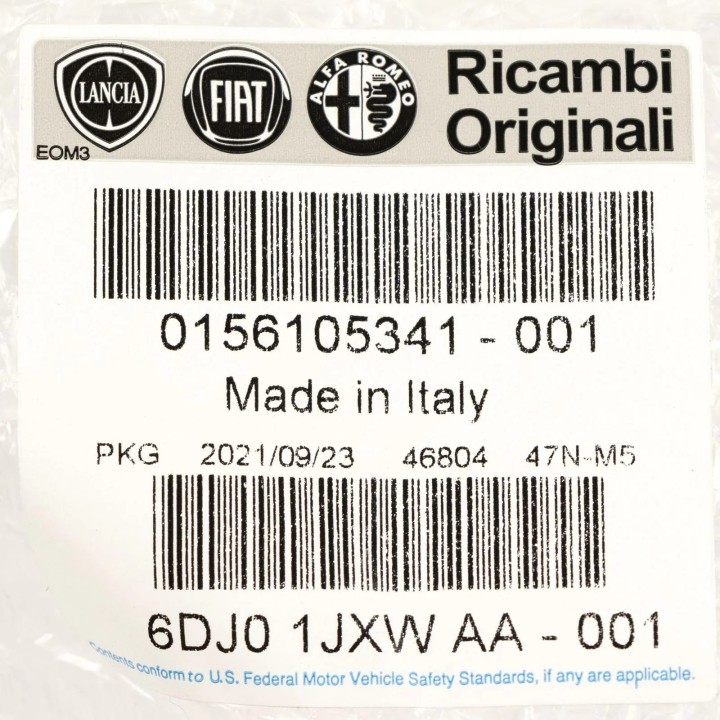 LANCIA FIAT ALFA ROMEO Ricambi
Originali
EOM3
0156105341 - 001
Made in Italy
PKG 2021/09/23 46804 47N-M5
6DJ0 1JXW AA - 001
Contents conform to U.S. Federal Motor Vehicle Safety Standards, if any are applicable.